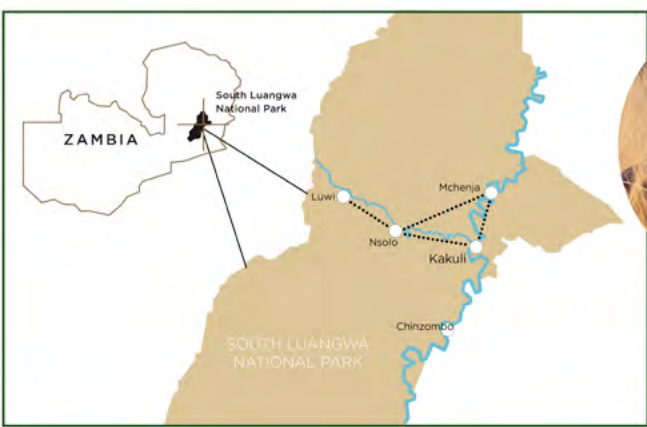 South Luangwa
National Park
ZAMBIA
Luwi
Mchenja
Nsolo
Kakuli
Chinzombo
SOUTH LUANGWA
NATIONAL PARK